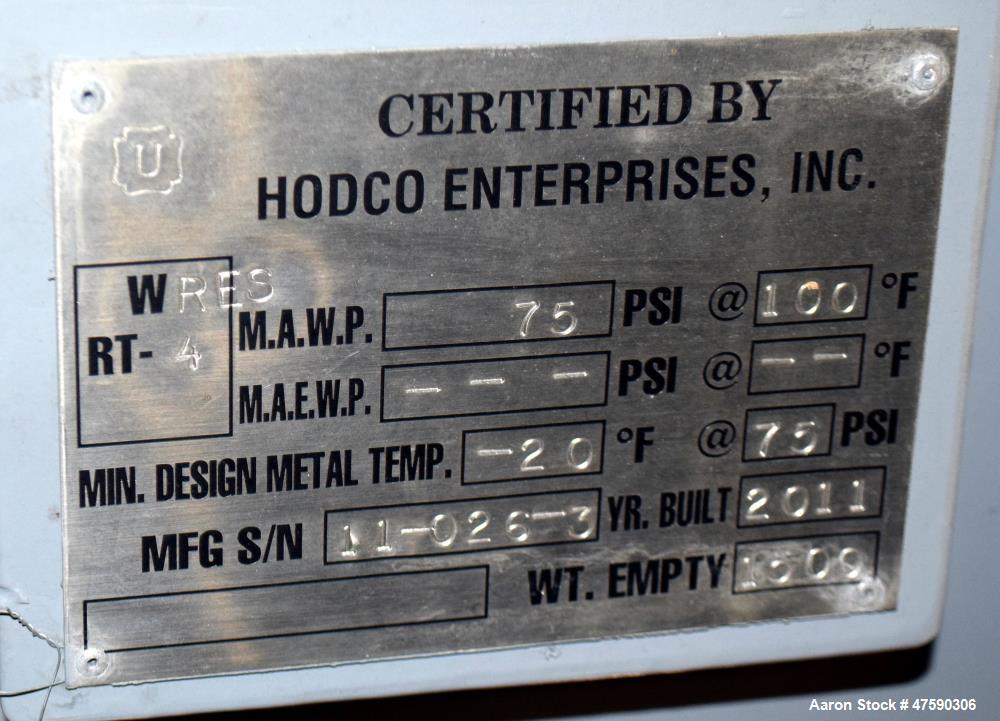 CERTIFIED BY
U
HODCO ENTERPRISES, INC.
W RES
RT- 4
M.A.W.P. 75 PSI @ 100 °F
M.A.E.W.P. - - - PSI @ - - °F
MIN. DESIGN METAL TEMP. -20 °F @ 75 PSI
MFG S/N 11-026-3 YR. BUILT 2011
WT. EMPTY
Aaron Stock # 47590306